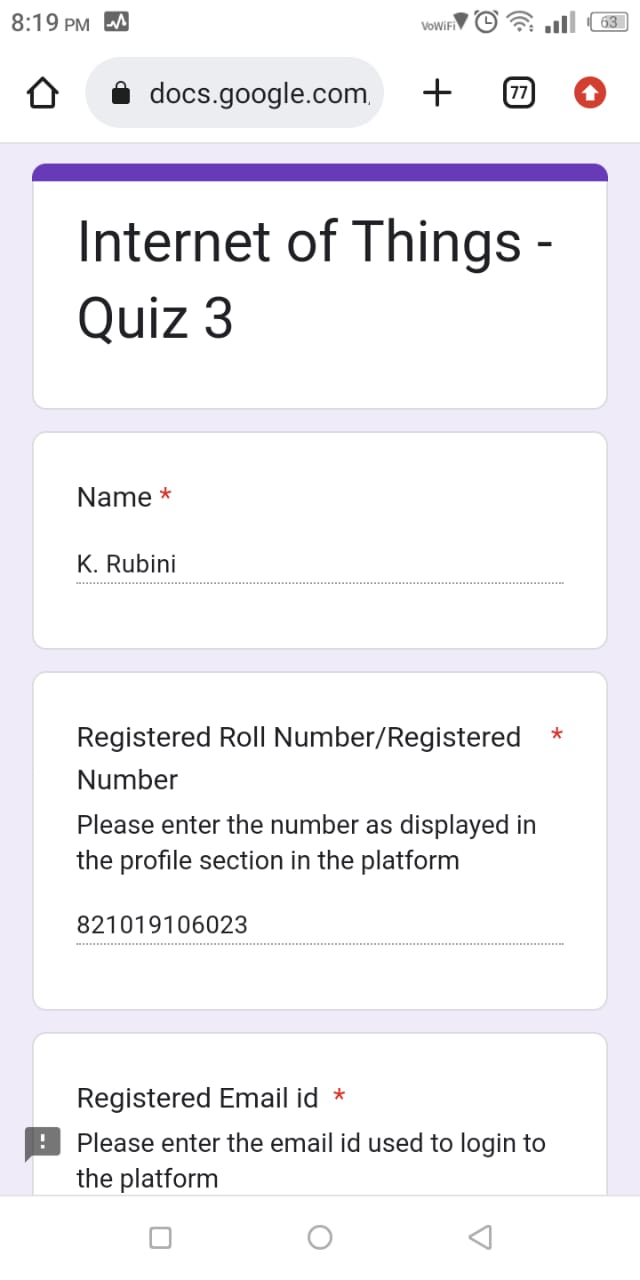 8:19 PM
VoWiFi 63
docs.google.com 77
Internet of Things -
Quiz 3
Name *
K. Rubini
Registered Roll Number/Registered *
Number
Please enter the number as displayed in
the profile section in the platform
821019106023
Registered Email id *
Please enter the email id used to login to
the platform